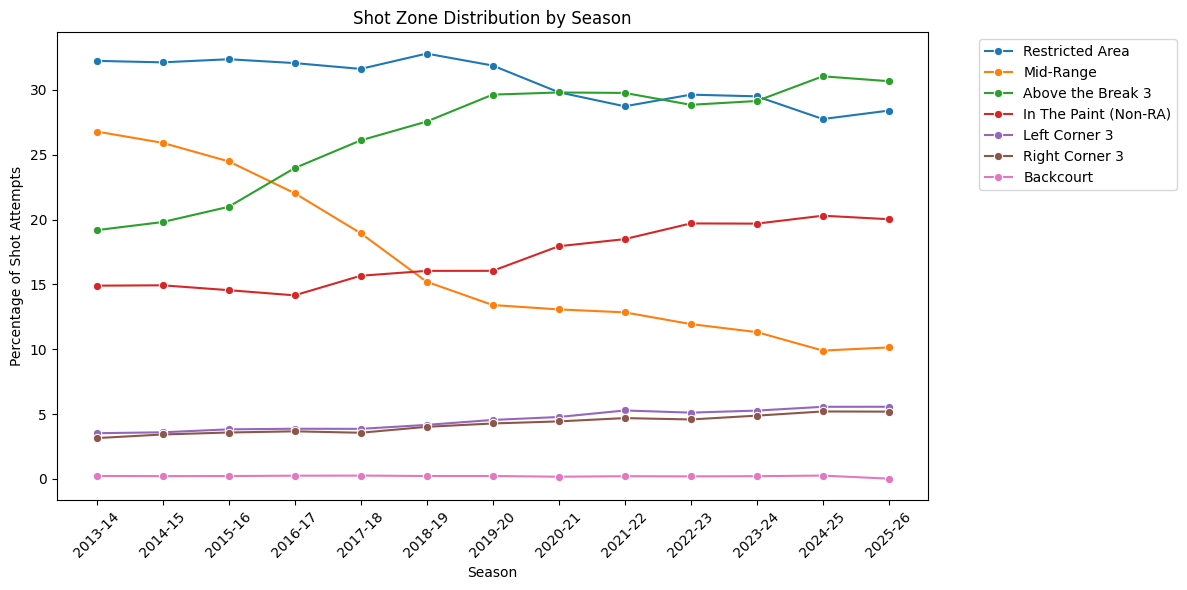 Shot Zone Distribution by Season
Restricted Area
Mid-Range
Above the Break 3
In The Paint (Non-RA)
Left Corner 3
Right Corner 3
Backcourt
Percentage of Shot Attempts
30
25
20
15
10
5
0
2013-14
2014-15
2015-16
2016-17
2017-18
2018-19
2019-20
2020-21
2021-22
2022-23
2023-24
2024-25
2025-26
Season